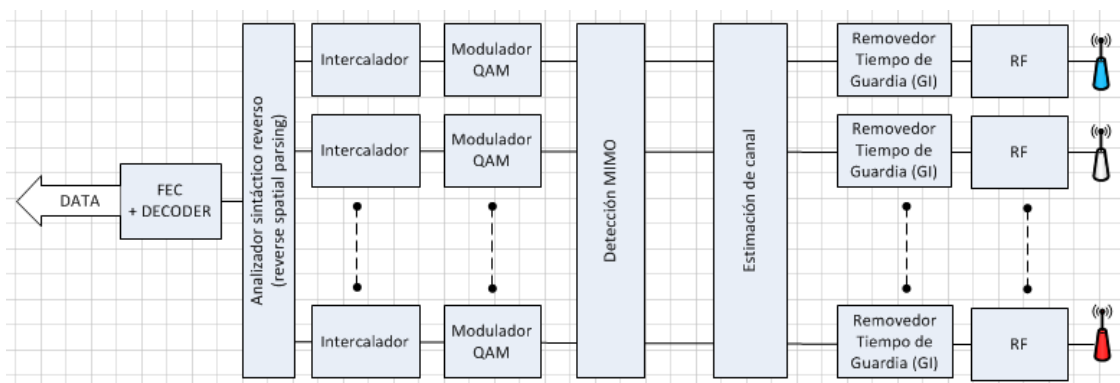 DATA
FEC
+ DECODER
Analizador sintáctico reverso
(reverse spatial parsing)
Intercalador
Modulador
QAM
Intercalador
Modulador
QAM
Intercalador
Modulador
QAM
Detección MIMO
Estimación de canal
Removedor
Tiempo de
Guardia (GI)
RF
Removedor
Tiempo de
Guardia (GI)
RF
Removedor
Tiempo de
Guardia (GI)
RF